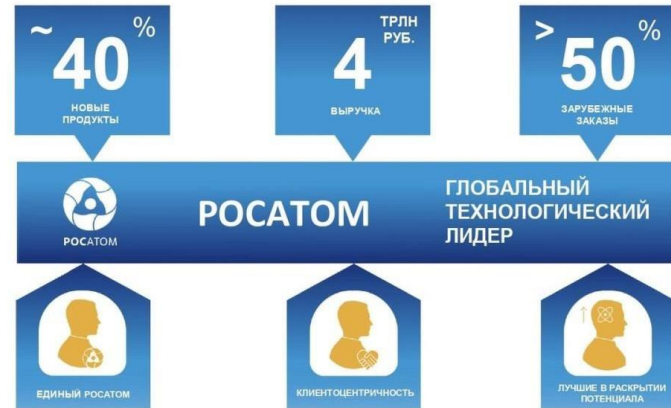 ~ 40 %
НОВЫЕ
ПРОДУКТЫ
4 ТРЛН
РУБ.
ВЫРУЧКА
> 50 %
ЗАРУБЕЖНЫЕ
ЗАКАЗЫ
РОСАТОМ
РОСАТОМ
ГЛОБАЛЬНЫЙ
ТЕХНОЛОГИЧЕСКИЙ
ЛИДЕР
ЕДИНЫЙ РОСАТОМ
КЛИЕНТОЦЕНТРИЧНОСТЬ
ЛУЧШИЕ В РАСКРЫТИИ
ПОТЕНЦИАЛА